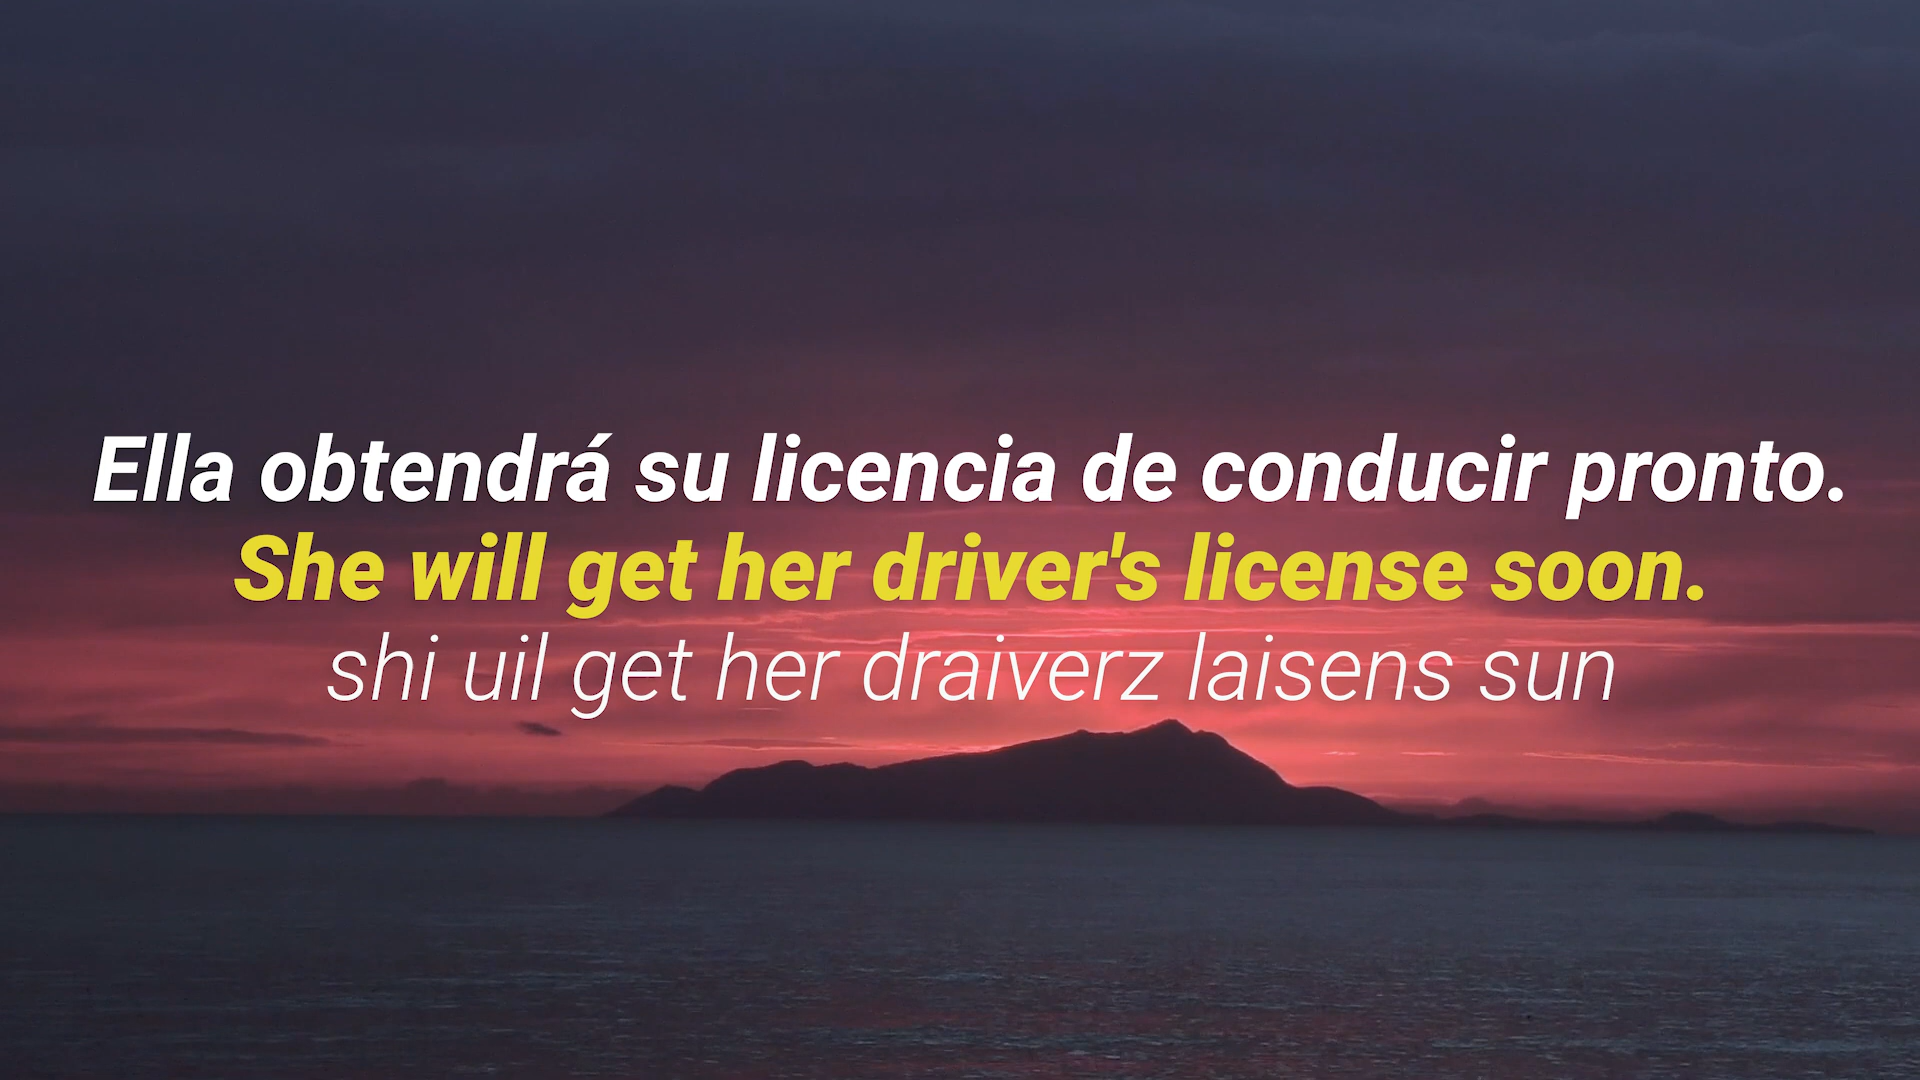 Ella obtendrá su licencia de conducir pronto.
She will get her driver's license soon.
shi uil get her draiverz laisens sun